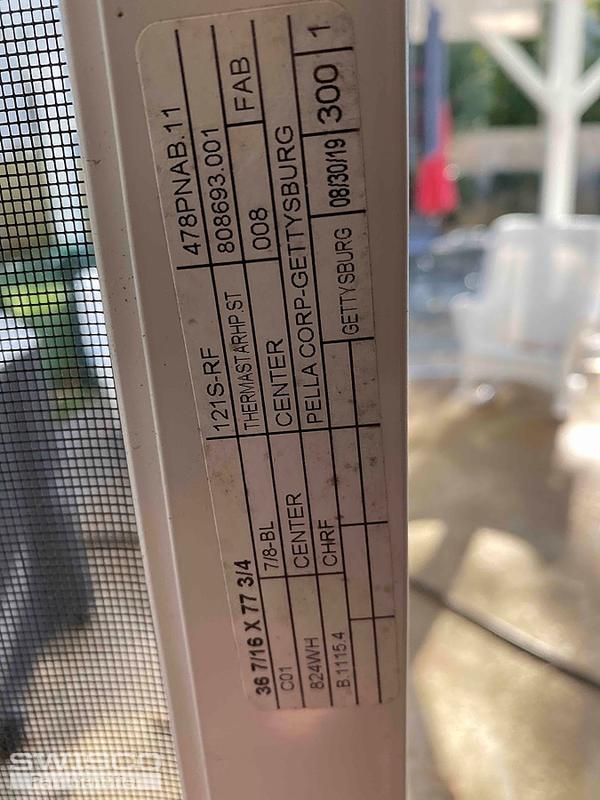 36 7/16 X 77 3/4 121S-RF 478PNAB.11
C01 7/8-BL THERMASTARHP.ST 808693.001
824WH CENTER CENTER 008 FAB
B.1115.4 CHRF PELLA CORP-GETTYSBURG
GETTYSBURG 08/30/19 300 1
SWISCO